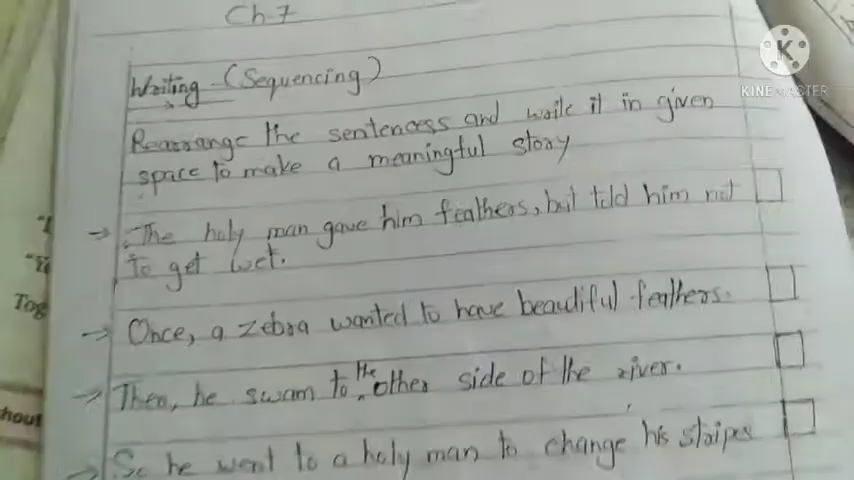 Ch.7
Writing - (Sequencing)
Rearrange the sentences and write it in given
space to make a meaningful story
→ The holy man gave him feathers, but told him not
to get wet.
→ Once, a zebra wanted to have beautiful feathers.
→ Then, he swam to the other side of the river.
→ So he went to a holy man to change his stripes
K
KINEMASTER
Tog
hout